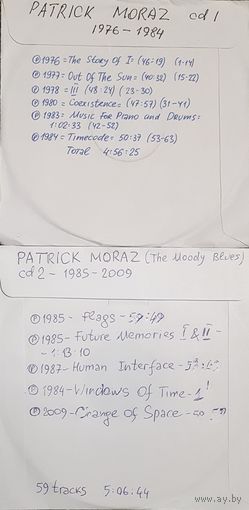 PATRICK MORAZ cd 1
1976 - 1984
℗ 1976 = The Story Of I = (46:19) (1-14)
℗ 1977 = Out Of The Sun = (40:32) (15-22)
℗ 1978 = III (48:24) (23-30)
℗ 1980 = Coexistence = (47:57) (31-41)
℗ 1983 = Music For Piano and Drums =
1:02:33 (42-52)
℗ 1984 = Timecode = 50:37 (53-63)
Total 4:56:25
PATRICK MORAZ (The Moody Blues)
cd 2 - 1985 - 2009
℗ 1985 - Flags -
℗ 1985 - Future Memories I & II -
- 1:13:10
℗ 1987 - Human Interface -
℗ 1984 - Windows Of Time -
℗ 2009 - Change of Space -
59 tracks 5:06:44
www.ay.by